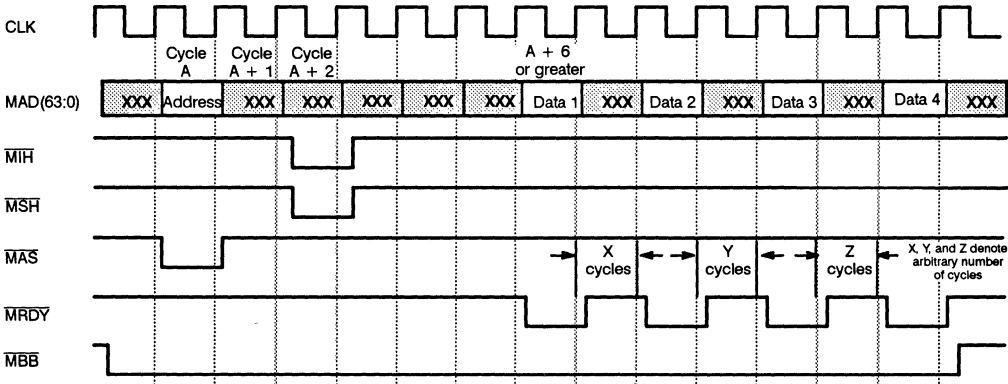 CLK
Cycle A
Cycle A + 1
Cycle A + 2
A + 6 or greater
MAD(63:0)
XXX Address XXX XXX XXX XXX XXX Data 1 XXX Data 2 XXX Data 3 XXX Data 4 XXX
MIH
MSH
MAS
X cycles
Y cycles
Z cycles
X, Y, and Z denote
arbitrary number
of cycles
MRDY
MBB